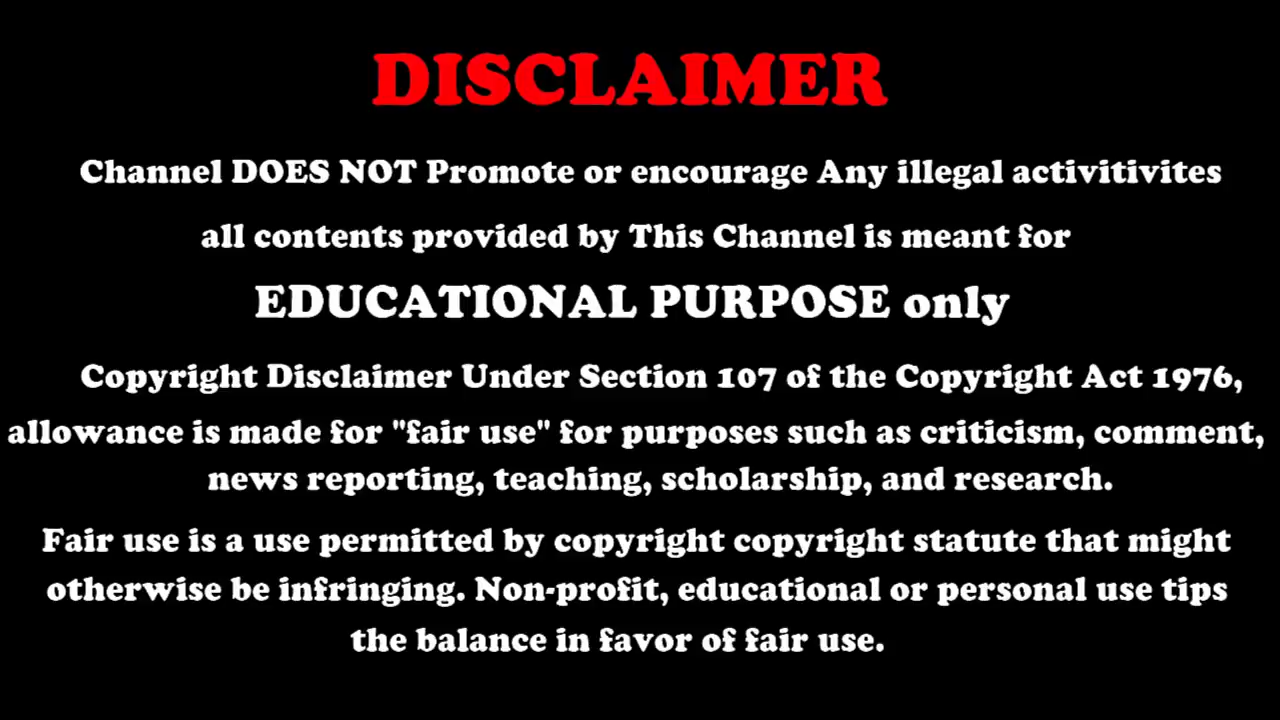 DISCLAIMER
Channel DOES NOT Promote or encourage Any illegal activitivites
all contents provided by This Channel is meant for
EDUCATIONAL PURPOSE only
Copyright Disclaimer Under Section 107 of the Copyright Act 1976,
allowance is made for "fair use" for purposes such as criticism, comment,
news reporting, teaching, scholarship, and research.
Fair use is a use permitted by copyright copyright statute that might
otherwise be infringing. Non-profit, educational or personal use tips
the balance in favor of fair use.